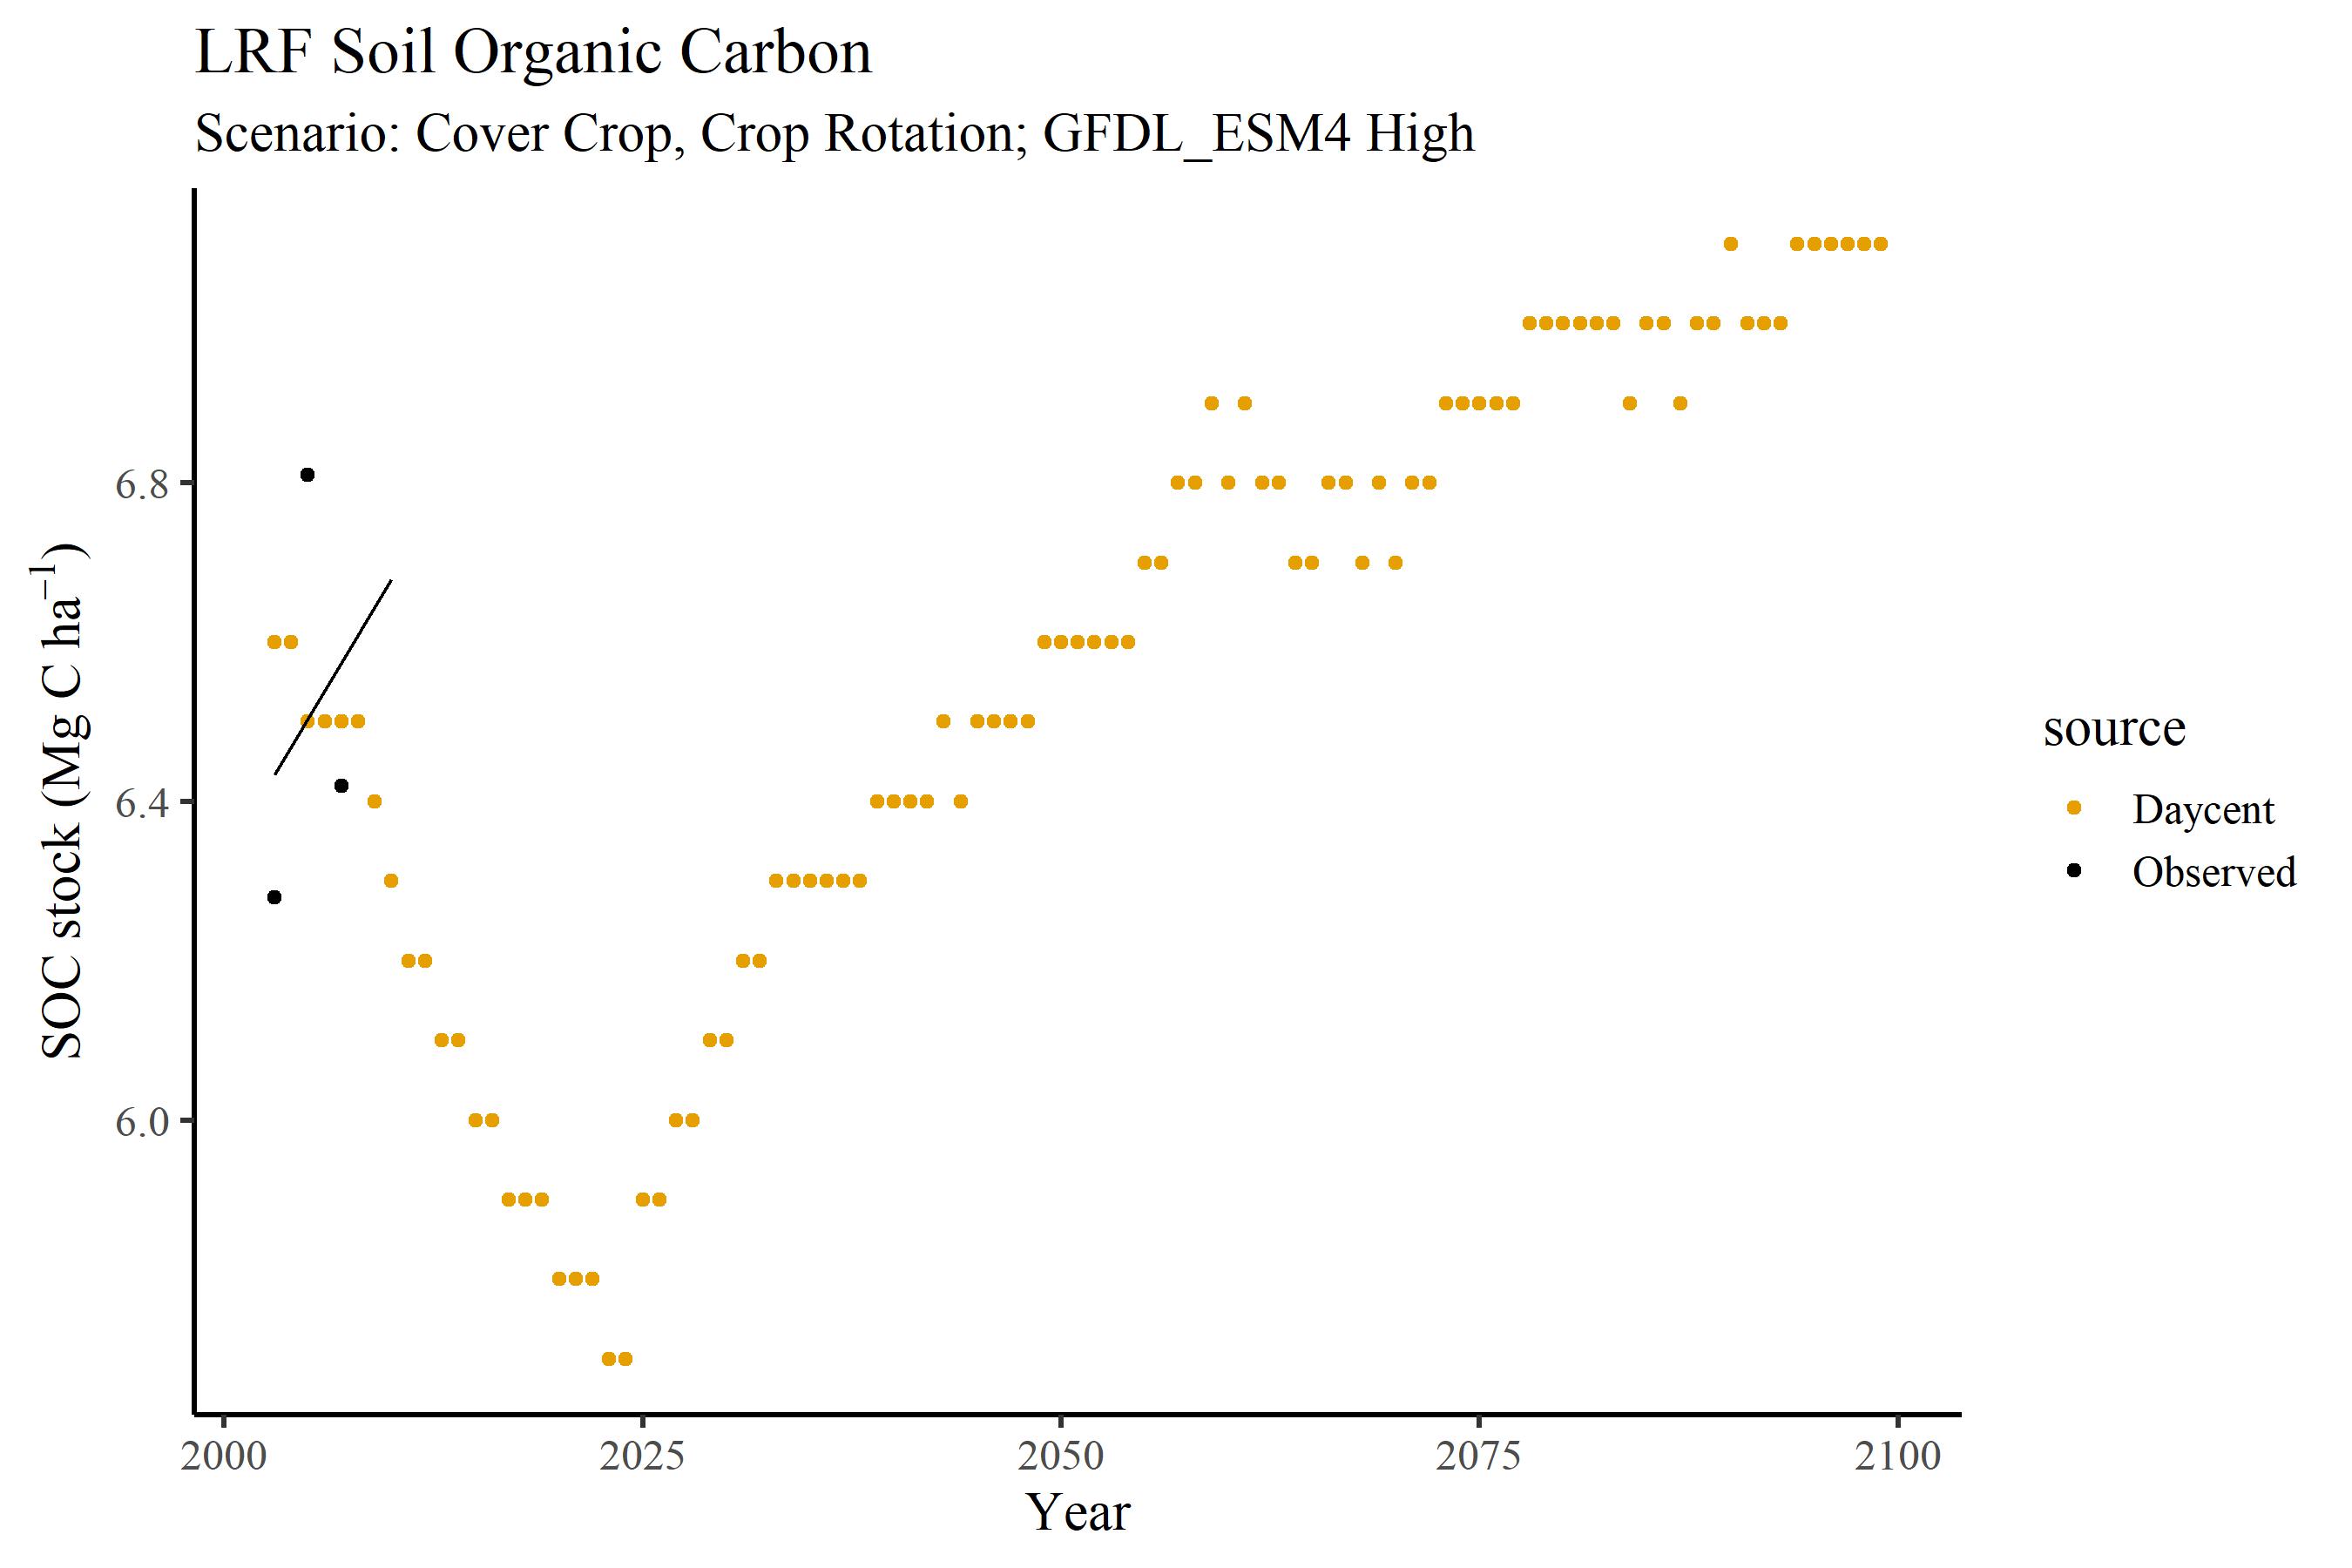 LRF Soil Organic Carbon
Scenario: Cover Crop, Crop Rotation; GFDL_ESM4 High
SOC stock (Mg C ha⁻¹)
6.8
6.4
6.0
2000 2025 2050 2075 2100
Year
source
Daycent
Observed